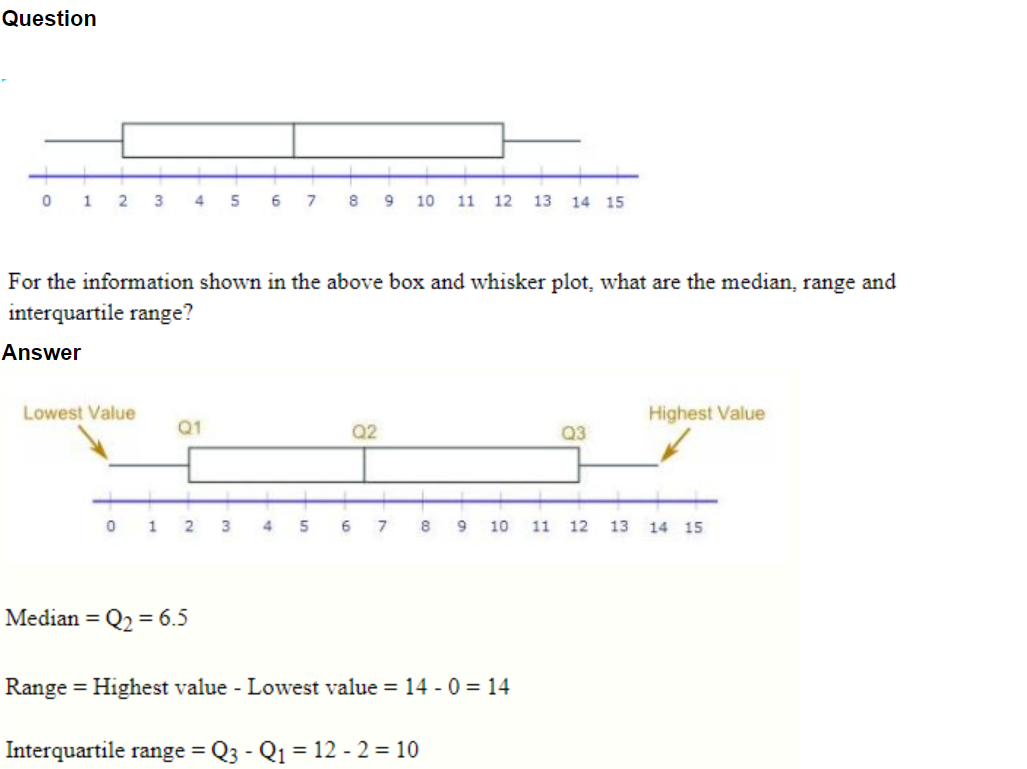 Question
0 1 2 3 4 5 6 7 8 9 10 11 12 13 14 15
For the information shown in the above box and whisker plot, what are the median, range and
interquartile range?
Answer
Lowest Value Highest Value
Q1 Q2 Q3
0 1 2 3 4 5 6 7 8 9 10 11 12 13 14 15
Median = Q2 = 6.5
Range = Highest value - Lowest value = 14 - 0 = 14
Interquartile range = Q3 - Q1 = 12 - 2 = 10